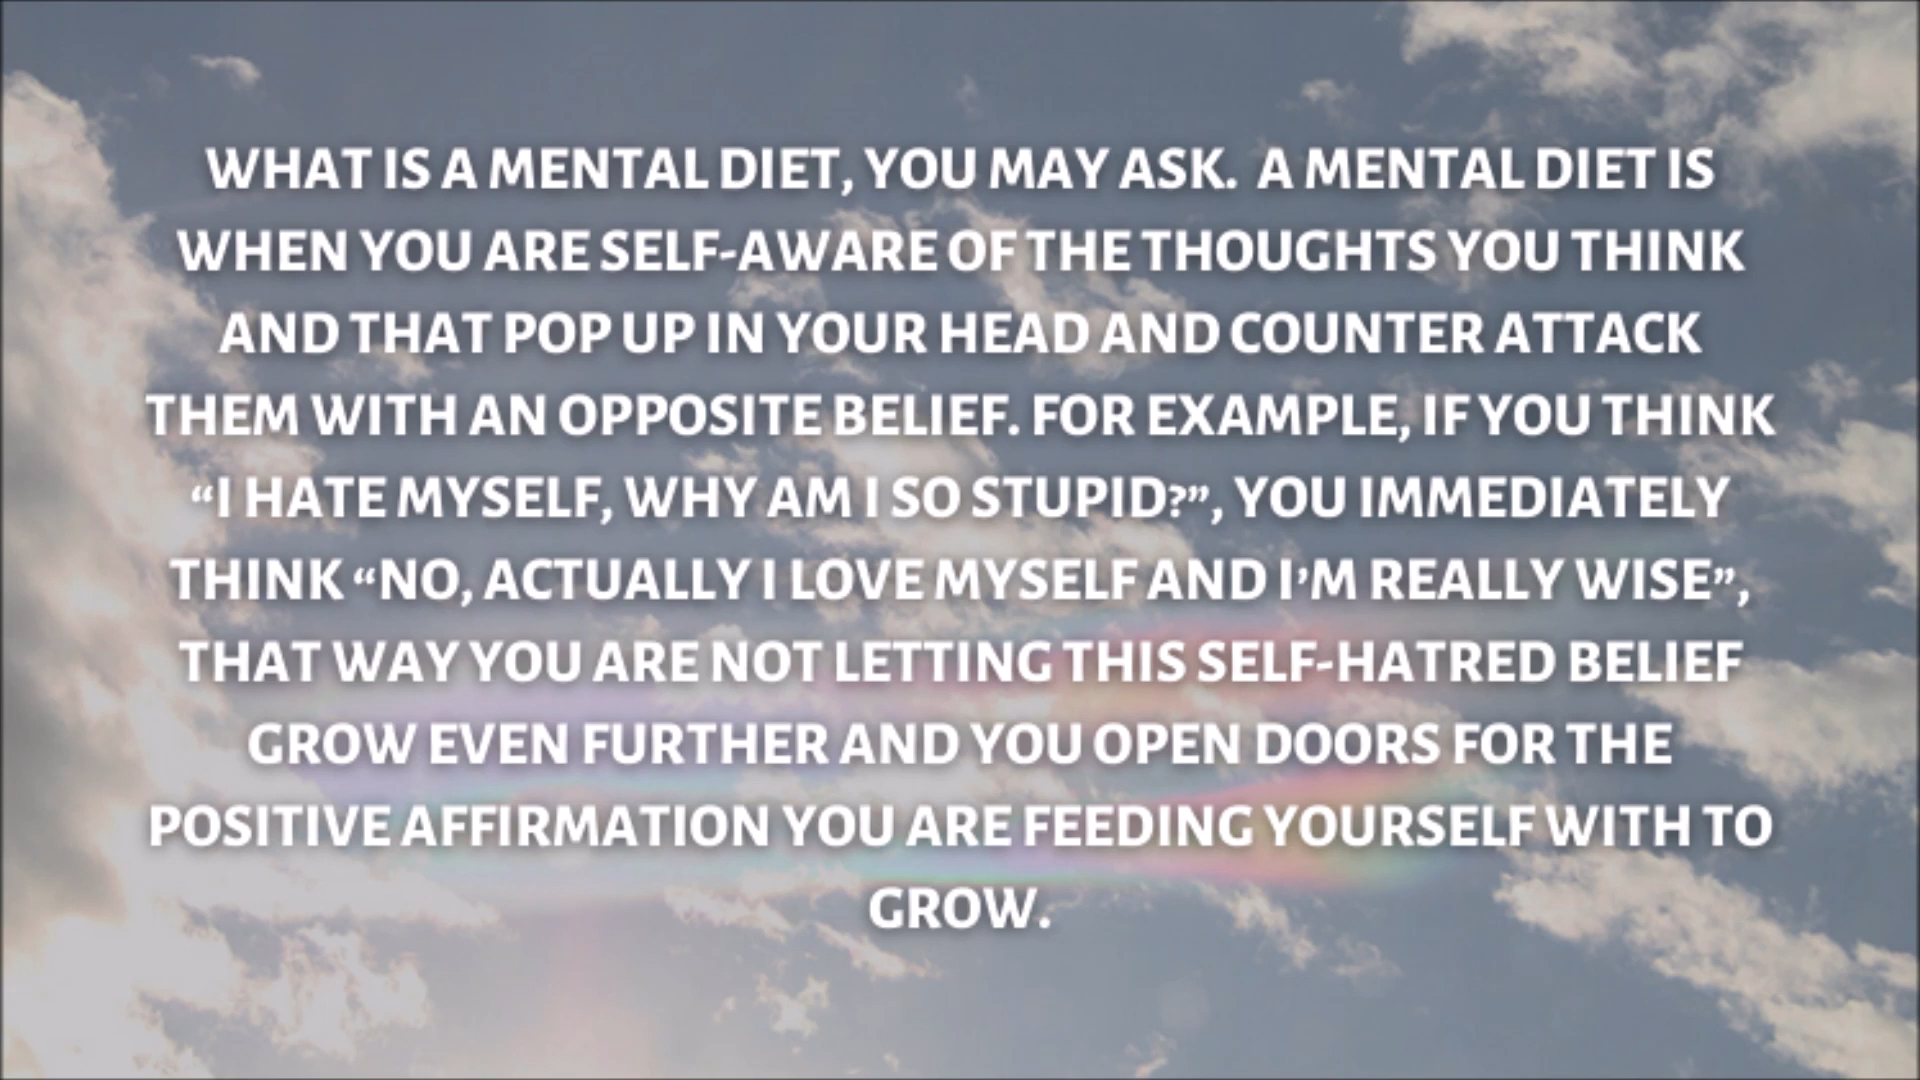 WHAT IS A MENTAL DIET, YOU MAY ASK.  A MENTAL DIET IS
WHEN YOU ARE SELF-AWARE OF THE THOUGHTS YOU THINK
AND THAT POP UP IN YOUR HEAD AND COUNTER ATTACK
THEM WITH AN OPPOSITE BELIEF. FOR EXAMPLE, IF YOU THINK
“I HATE MYSELF, WHY AM I SO STUPID?”, YOU IMMEDIATELY
THINK “NO, ACTUALLY I LOVE MYSELF AND I’M REALLY WISE”,
THAT WAY YOU ARE NOT LETTING THIS SELF-HATRED BELIEF
GROW EVEN FURTHER AND YOU OPEN DOORS FOR THE
POSITIVE AFFIRMATION YOU ARE FEEDING YOURSELF WITH TO
GROW.